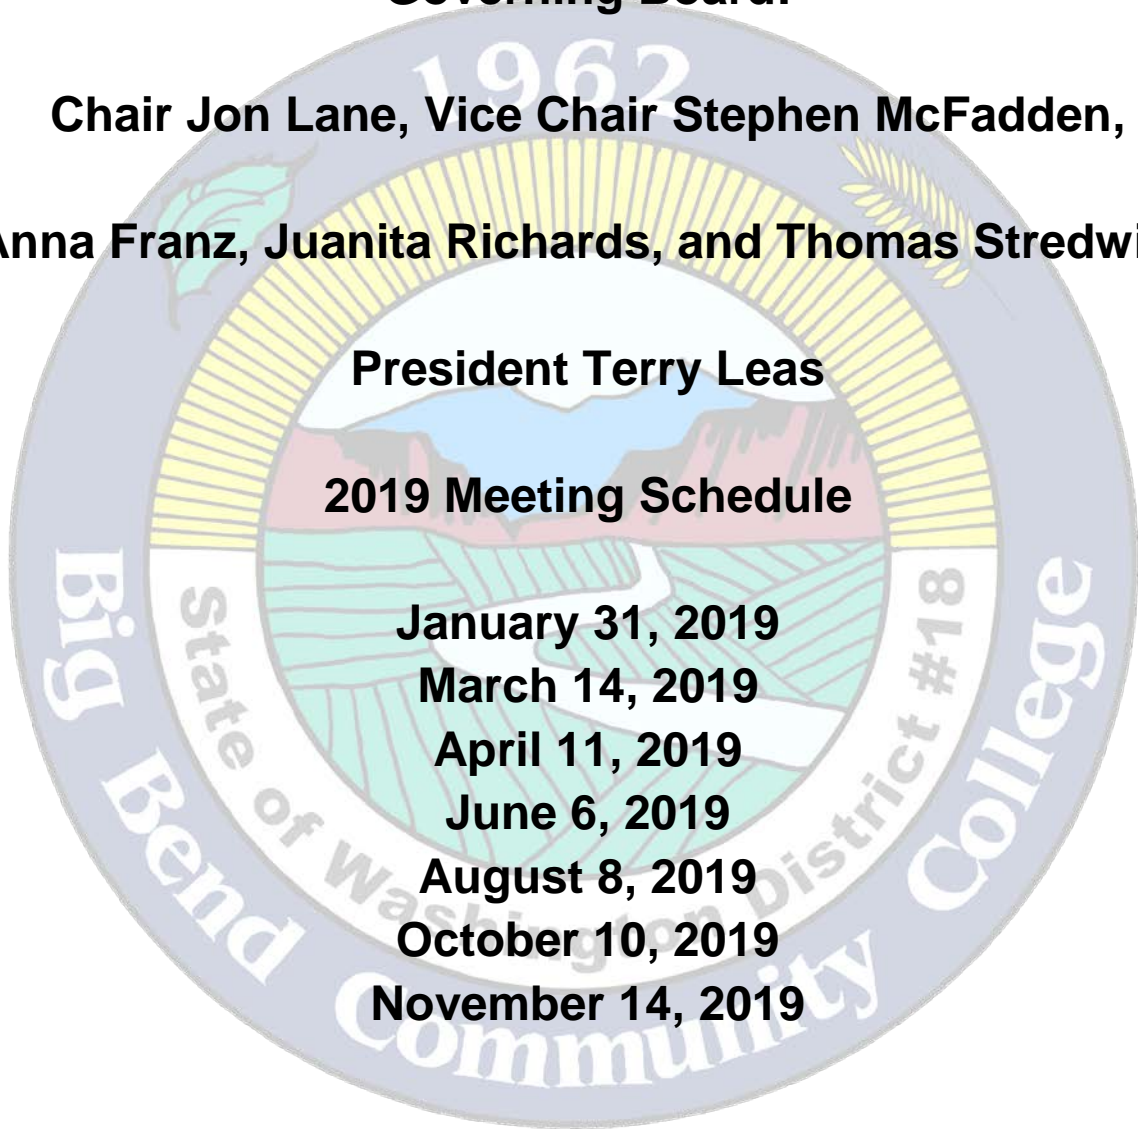 Governing Board:
Chair Jon Lane, Vice Chair Stephen McFadden,
Anna Franz, Juanita Richards, and Thomas
President Terry Leas
2019 Meeting Schedule
January 31, 2019
March 14, 2019
April 11, 2019
June 6, 2019
August 8, 2019
October 10, 2019
November 14, 2019
1962
Big Bend Community College
State of Washington District #18